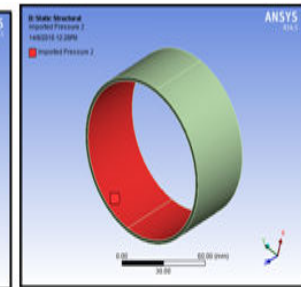 B: Static Structural
Imported Pressure 2
Imported Pressure 2
ANSYS
0.00
60.00 (mm)
30.00